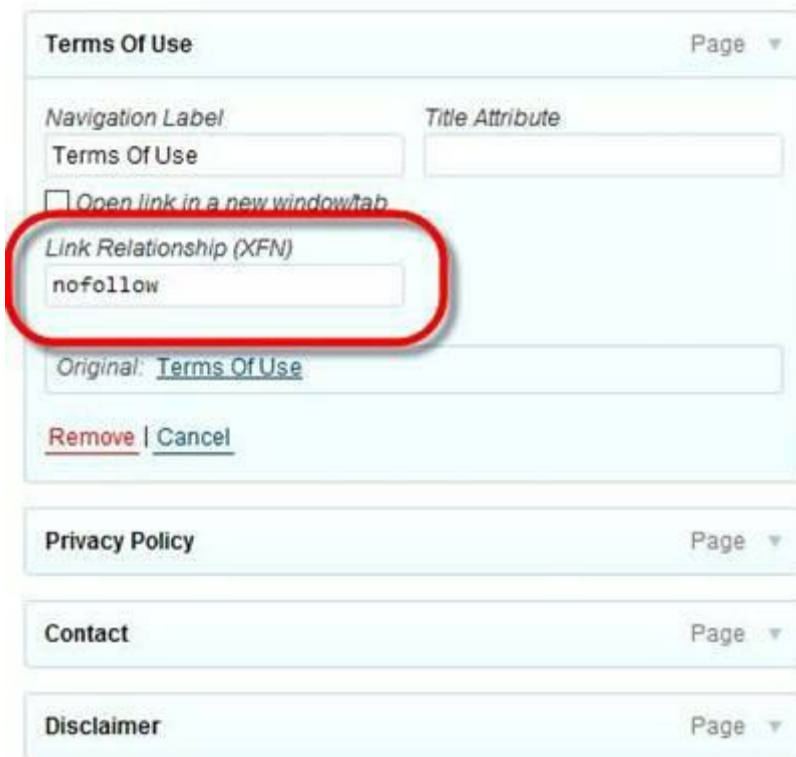 Terms Of Use Page
Navigation Label Title Attribute
Terms Of Use
Open link in a new window/tab
Link Relationship (XFN)
nofollow
Original: Terms Of Use
Remove | Cancel
Privacy Policy Page
Contact Page
Disclaimer Page